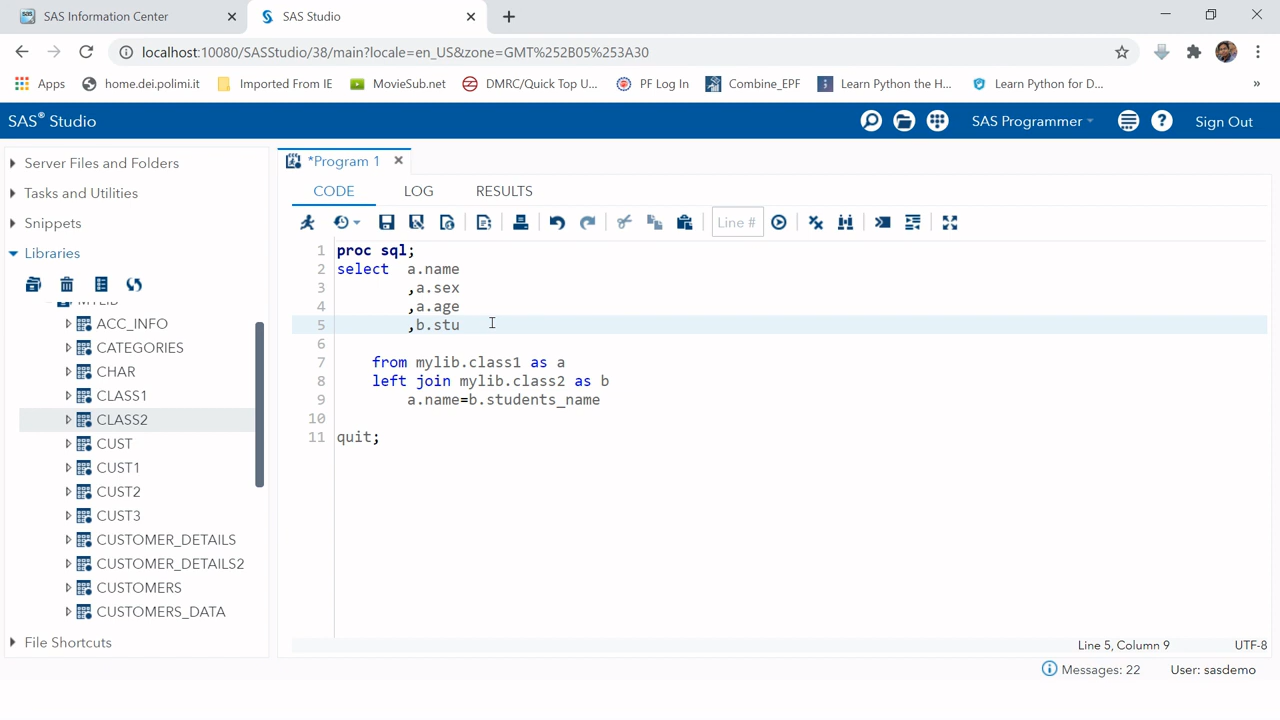 SAS Information Center
SAS Studio
localhost:10080/SASStudio/38/main?locale=en_US&zone=GMT%252B05%253A30
Apps
home.dei.polimi.it
Imported From IE
MovieSub.net
DMRC/Quick Top U...
PF Log In
Combine_EPF
Learn Python the H...
Learn Python for D...
»
SAS® Studio
SAS Programmer
Sign Out
Server Files and Folders
Tasks and Utilities
Snippets
Libraries
MYLIB
ACC_INFO
CATEGORIES
CHAR
CLASS1
CLASS2
CUST
CUST1
CUST2
CUST3
CUSTOMER_DETAILS
CUSTOMER_DETAILS2
CUSTOMERS
CUSTOMERS_DATA
File Shortcuts
*Program 1
CODE LOG RESULTS
Line #
1 proc sql;
2 select a.name
3 ,a.sex
4 ,a.age
5 ,b.stu
6
7 from mylib.class1 as a
8 left join mylib.class2 as b
9 a.name=b.students_name
10
11 quit;
Line 5, Column 9 UTF-8
Messages: 22 User: sasdemo